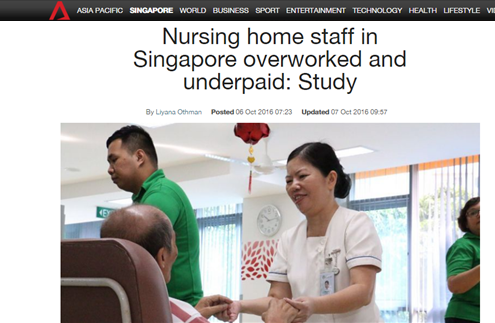 ASIA PACIFIC SINGAPORE WORLD BUSINESS SPORT ENTERTAINMENT TECHNOLOGY HEALTH LIFESTYLE
Nursing home staff in
Singapore overworked and
underpaid: Study
By Liyana Othman Posted 06 Oct 2016 07:23 Updated 07 Oct 2016 09:57